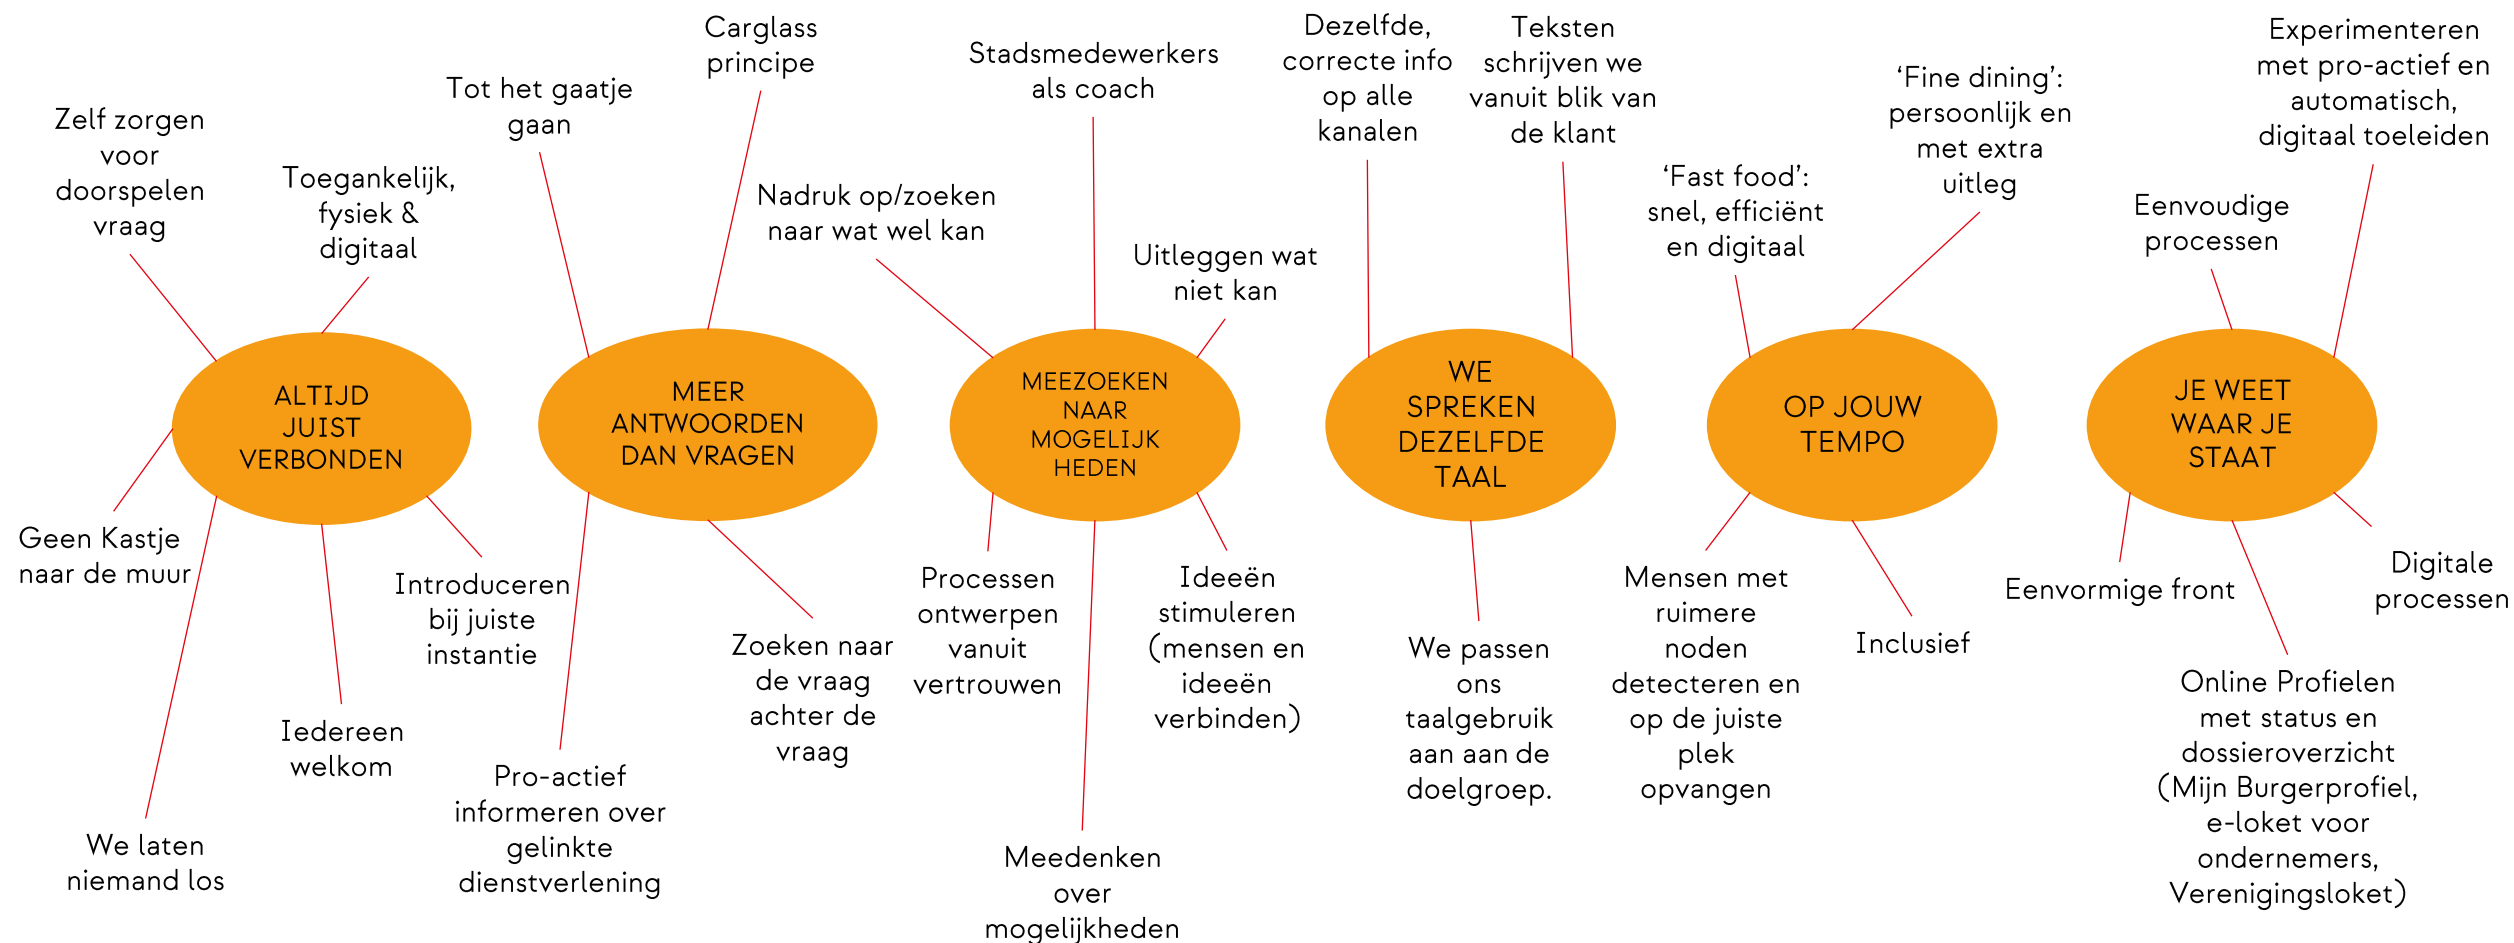 Zelf zorgen
voor
doorspelen
vraag
Toegankelijk,
fysiek &
digitaal
ALTIJD
JUIST
VERBONDEN
Geen Kastje
naar de muur
We laten
niemand los
Iedereen
welkom
Introduceren
bij juiste
instantie
Tot het gaatje
gaan
Carglass
principe
MEER
ANTWOORDEN
DAN VRAGEN
Pro-actief
informeren over
gelinkte
dienstverlening
Zoeken naar
de vraag
achter de
vraag
Nadruk op/zoeken
naar wat wel kan
Stadsmedewerkers
als coach
Uitleggen wat
niet kan
MEEZOEKEN
NAAR
MOGELIJK
HEDEN
Processen
ontwerpen
vanuit
vertrouwen
Meedenken
over
mogelijkheden
Ideeën
stimuleren
(mensen en
ideeën
verbinden)
Dezelfde,
correcte info
op alle
kanalen
Teksten
schrijven we
vanuit blik van
de klant
WE
SPREKEN
DEZELFDE
TAAL
We passen
ons
taalgebruik
aan aan de
doelgroep.
‘Fast food’:
snel, efficiënt
en digitaal
‘Fine dining’:
persoonlijk en
met extra
uitleg
OP JOUW
TEMPO
Mensen met
ruimere
noden
detecteren en
op de juiste
plek
opvangen
Inclusief
Eenvoudige
processen
Experimenteren
met pro-actief en
automatisch,
digitaal toeleiden
JE WEET
WAAR JE
STAAT
Eenvormige front
Online Profielen
met status en
dossieroverzicht
(Mijn Burgerprofiel,
e-loket voor
ondernemers,
Verenigingsloket)
Digitale
processen